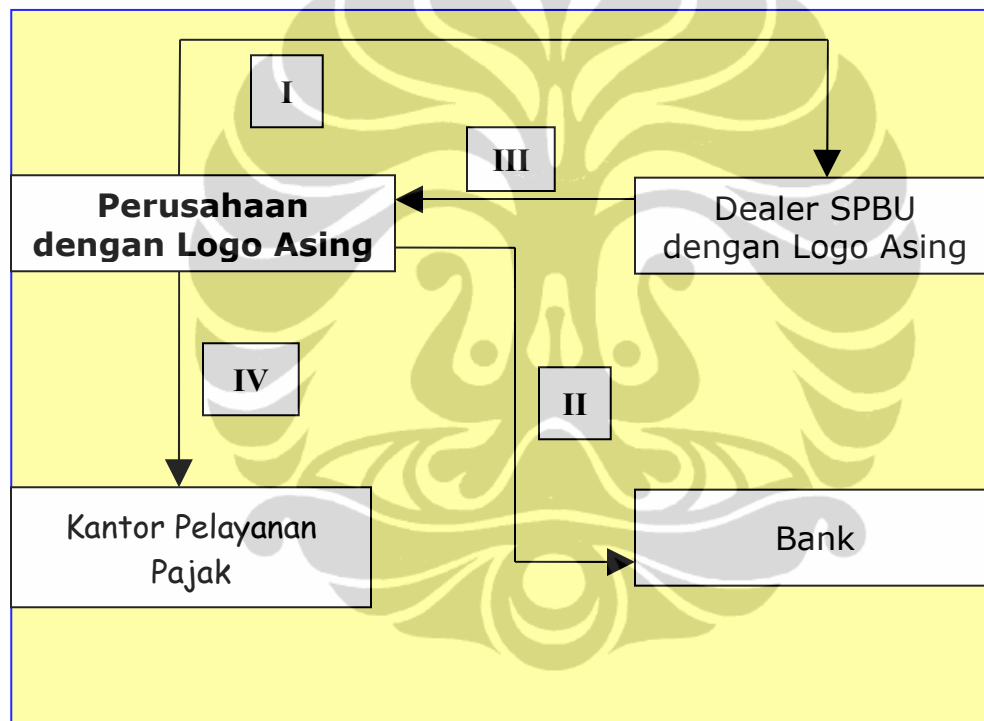 I
III
Perusahaan
dengan Logo Asing
Dealer SPBU
dengan Logo Asing
IV
II
Kantor Pelayanan
Pajak
Bank